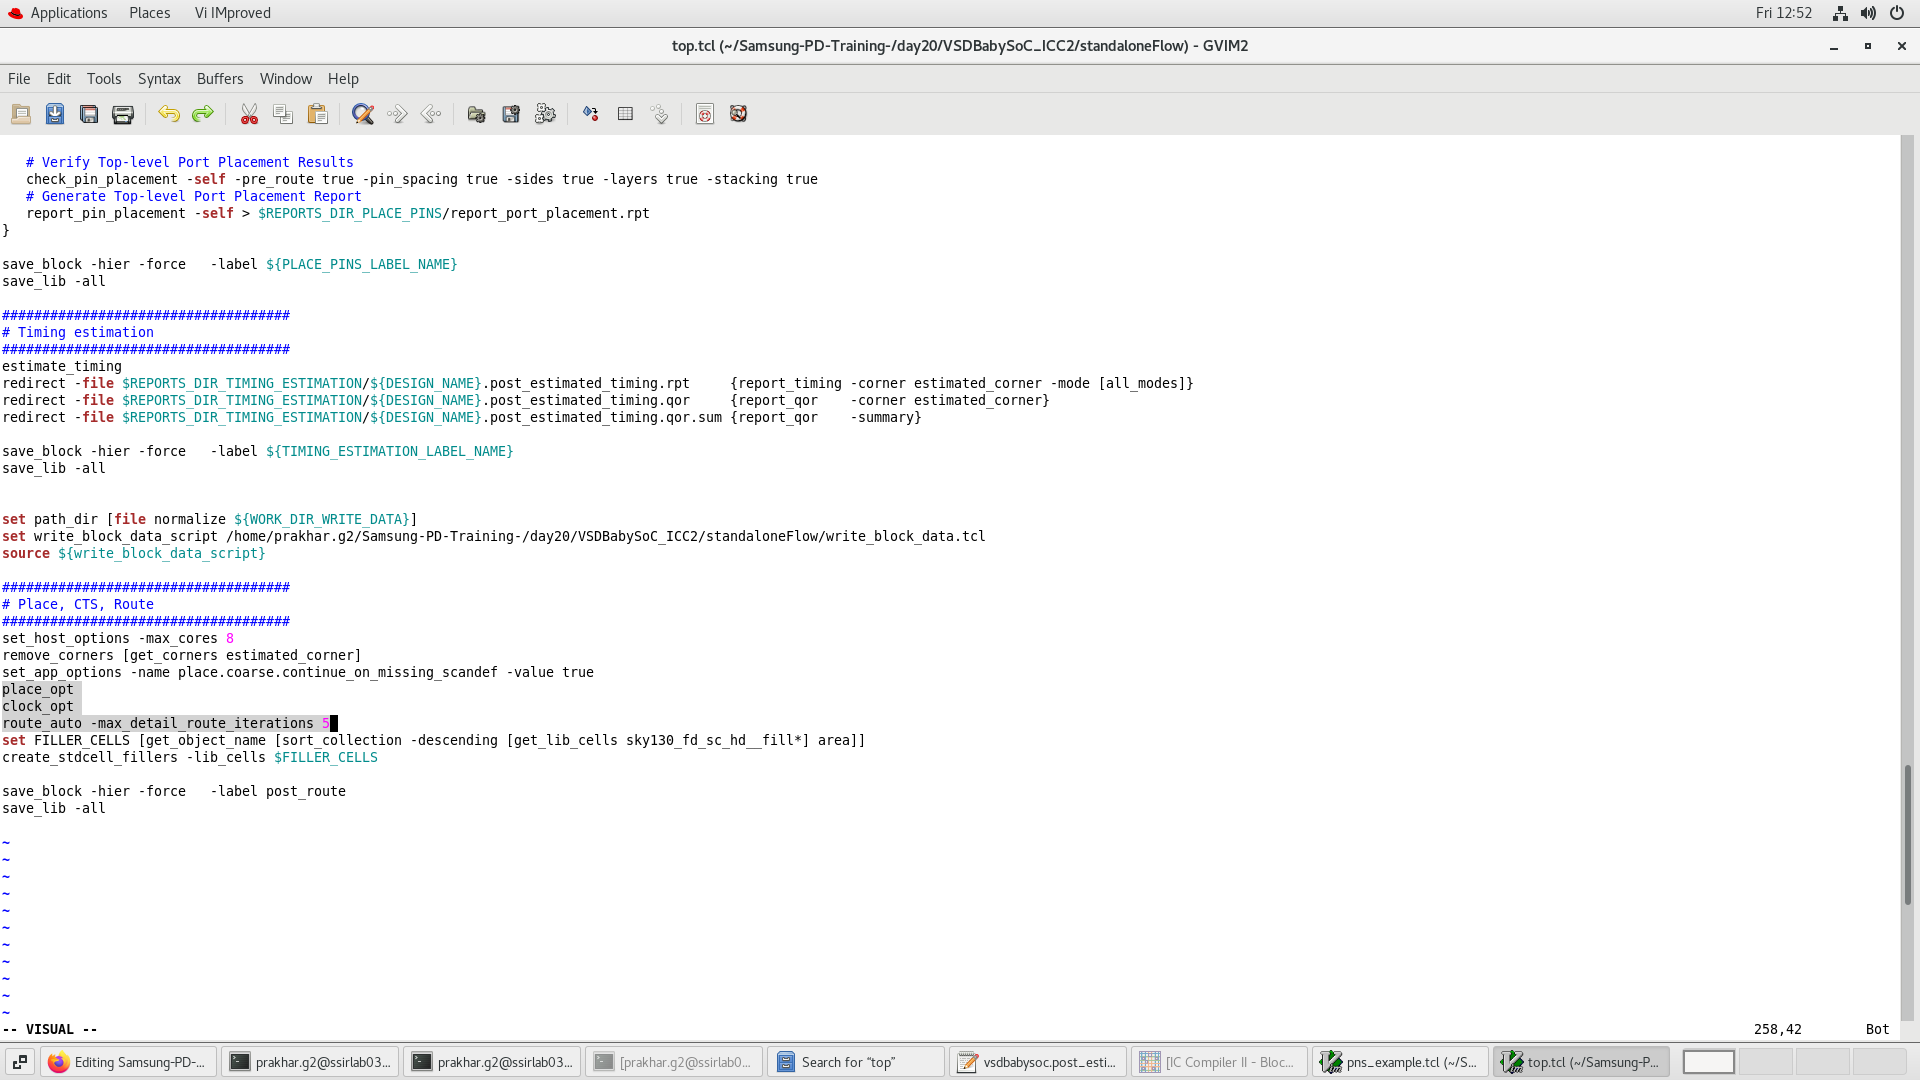 Applications Places Vi IMproved Fri 12:52
top.tcl (~/Samsung-PD-Training-/day20/VSDBabySoC_ICC2/standaloneFlow) - GVIM2
File Edit Tools Syntax Buffers Window Help
# Verify Top-level Port Placement Results
check_pin_placement -self -pre_route true -pin_spacing true -sides true -layers true -stacking true
# Generate Top-level Port Placement Report
report_pin_placement -self > $REPORTS_DIR_PLACE_PINS/report_port_placement.rpt
}
save_block -hier -force   -label ${PLACE_PINS_LABEL_NAME}
save_lib -all
####################################
# Timing estimation
####################################
estimate_timing
redirect -file $REPORTS_DIR_TIMING_ESTIMATION/${DESIGN_NAME}.post_estimated_timing.rpt     {report_timing -corner estimated_corner -mode [all_modes]}
redirect -file $REPORTS_DIR_TIMING_ESTIMATION/${DESIGN_NAME}.post_estimated_timing.qor     {report_qor    -corner estimated_corner}
redirect -file $REPORTS_DIR_TIMING_ESTIMATION/${DESIGN_NAME}.post_estimated_timing.qor.sum {report_qor    -summary}
save_block -hier -force   -label ${TIMING_ESTIMATION_LABEL_NAME}
save_lib -all
set path_dir [file normalize ${WORK_DIR_WRITE_DATA}]
set write_block_data_script /home/prakhar.g2/Samsung-PD-Training-/day20/VSDBabySoC_ICC2/standaloneFlow/write_block_data.tcl
source ${write_block_data_script}
####################################
# Place, CTS, Route
####################################
set_host_options -max_cores 8
remove_corners [get_corners estimated_corner]
set_app_options -name place.coarse.continue_on_missing_scandef -value true
place_opt
clock_opt
route_auto -max_detail_route_iterations 5
set FILLER_CELLS [get_object_name [sort_collection -descending [get_lib_cells sky130_fd_sc_hd__fill*] area]]
create_stdcell_fillers -lib_cells $FILLER_CELLS
save_block -hier -force   -label post_route
save_lib -all
~
~
~
~
~
~
~
~
~
~
~
-- VISUAL -- 258,42 Bot
Editing Samsung-PD-... prakhar.g2@ssirlab03... prakhar.g2@ssirlab03... [prakhar.g2@ssirlab0... Search for “top” vsdbabysoc.post_esti... [IC Compiler II - Bloc... pns_example.tcl (~/S... top.tcl (~/Samsung-P...